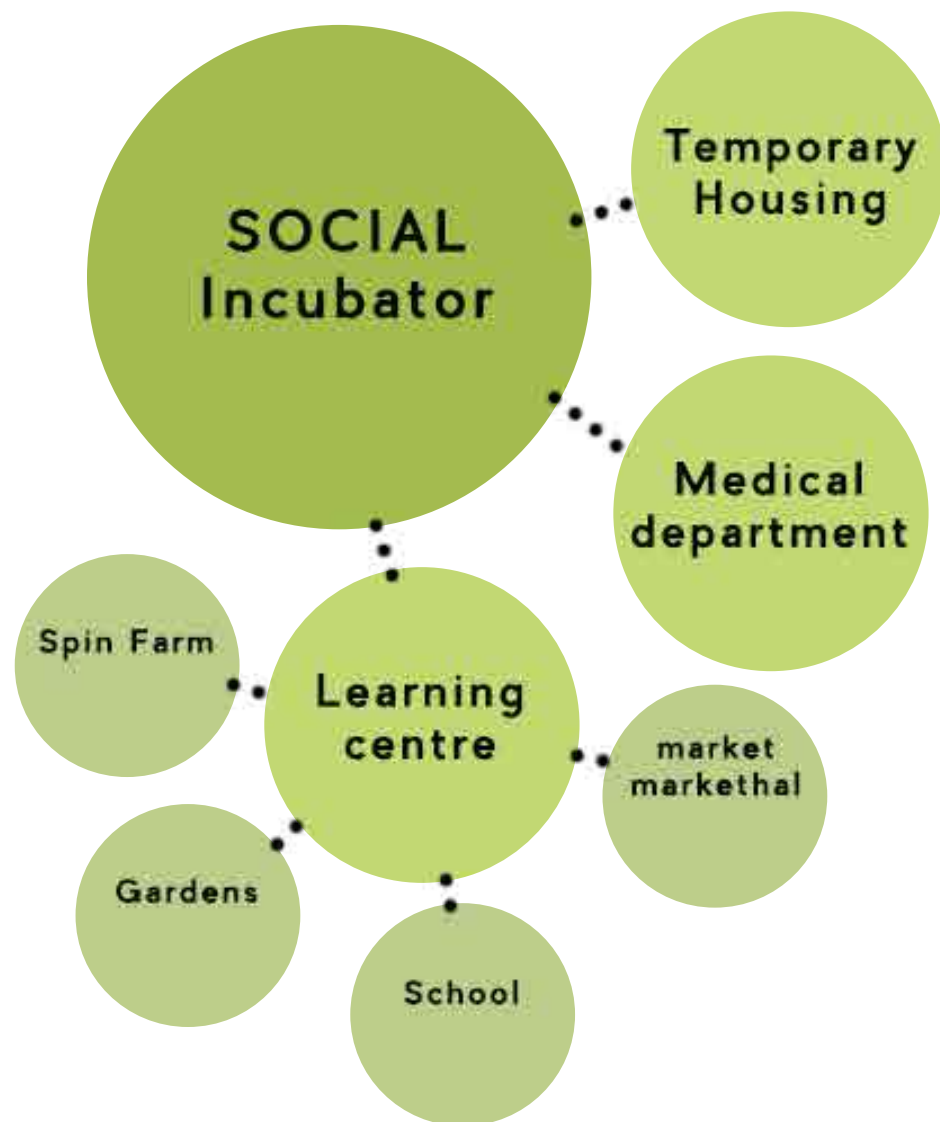 SOCIAL
Incubator
Temporary
Housing
Medical
department
Learning
centre
Spin Farm
market
markethal
Gardens
School